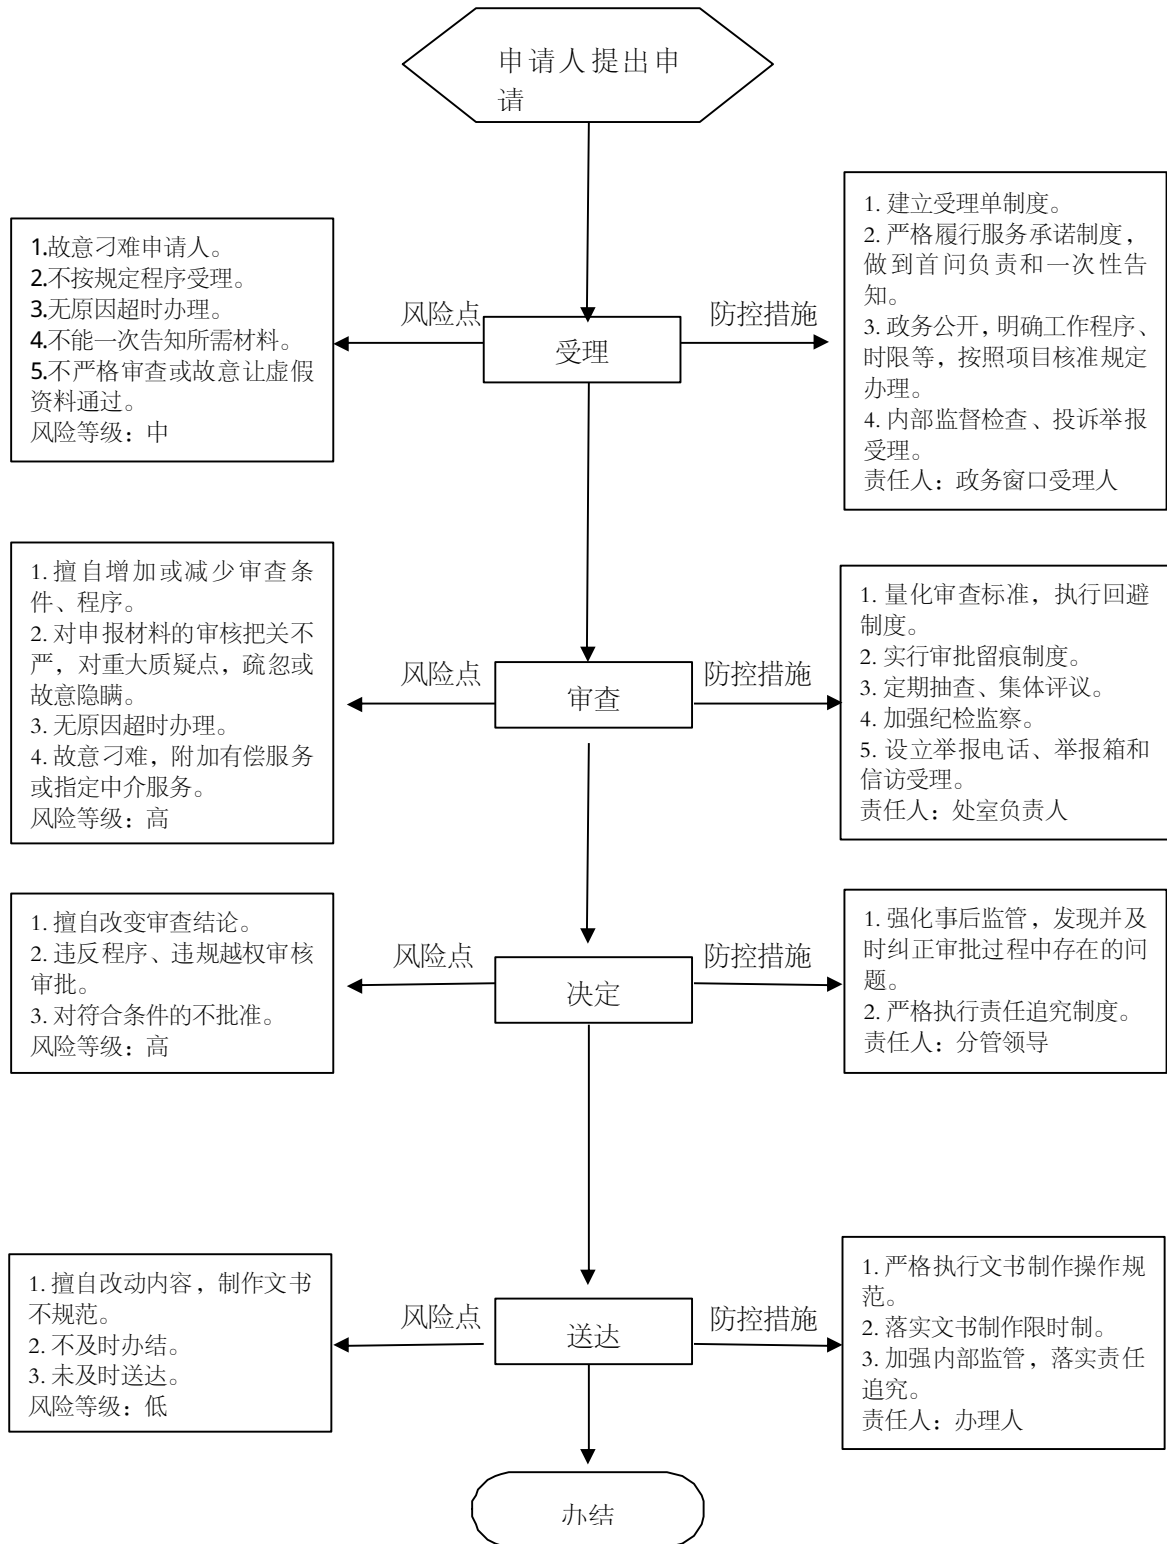 申请人提出申
请
1.故意刁难申请人。
2.不按规定程序受理。
3.无原因超时办理。
4.不能一次告知所需材料。
5.不严格审查或故意让虚假
资料通过。
风险等级：中
风险点
受理
防控措施
1. 建立受理单制度。
2. 严格履行服务承诺制度，
做到首问负责和一次性告
知。
3. 政务公开，明确工作程序、
时限等，按照项目核准规定
办理。
4. 内部监督检查、投诉举报
受理。
责任人：政务窗口受理人
1. 擅自增加或减少审查条
件、程序。
2. 对申报材料的审核把关不
严，对重大质疑点，疏忽或
故意隐瞒。
3. 无原因超时办理。
4. 故意刁难，附加有偿服务
或指定中介服务。
风险等级：高
风险点
审查
防控措施
1. 量化审查标准，执行回避
制度。
2. 实行审批留痕制度。
3. 定期抽查、集体评议。
4. 加强纪检监察。
5. 设立举报电话、举报箱和
信访受理。
责任人：处室负责人
1. 擅自改变审查结论。
2. 违反程序、违规越权审核
审批。
3. 对符合条件的不批准。
风险等级：高
风险点
决定
防控措施
1. 强化事后监管，发现并及
时纠正审批过程中存在的问
题。
2. 严格执行责任追究制度。
责任人：分管领导
1. 擅自改动内容，制作文书
不规范。
2. 不及时办结。
3. 未及时送达。
风险等级：低
风险点
送达
防控措施
1. 严格执行文书制作操作规
范。
2. 落实文书制作限时制。
3. 加强内部监管，落实责任
追究。
责任人：办理人
办结